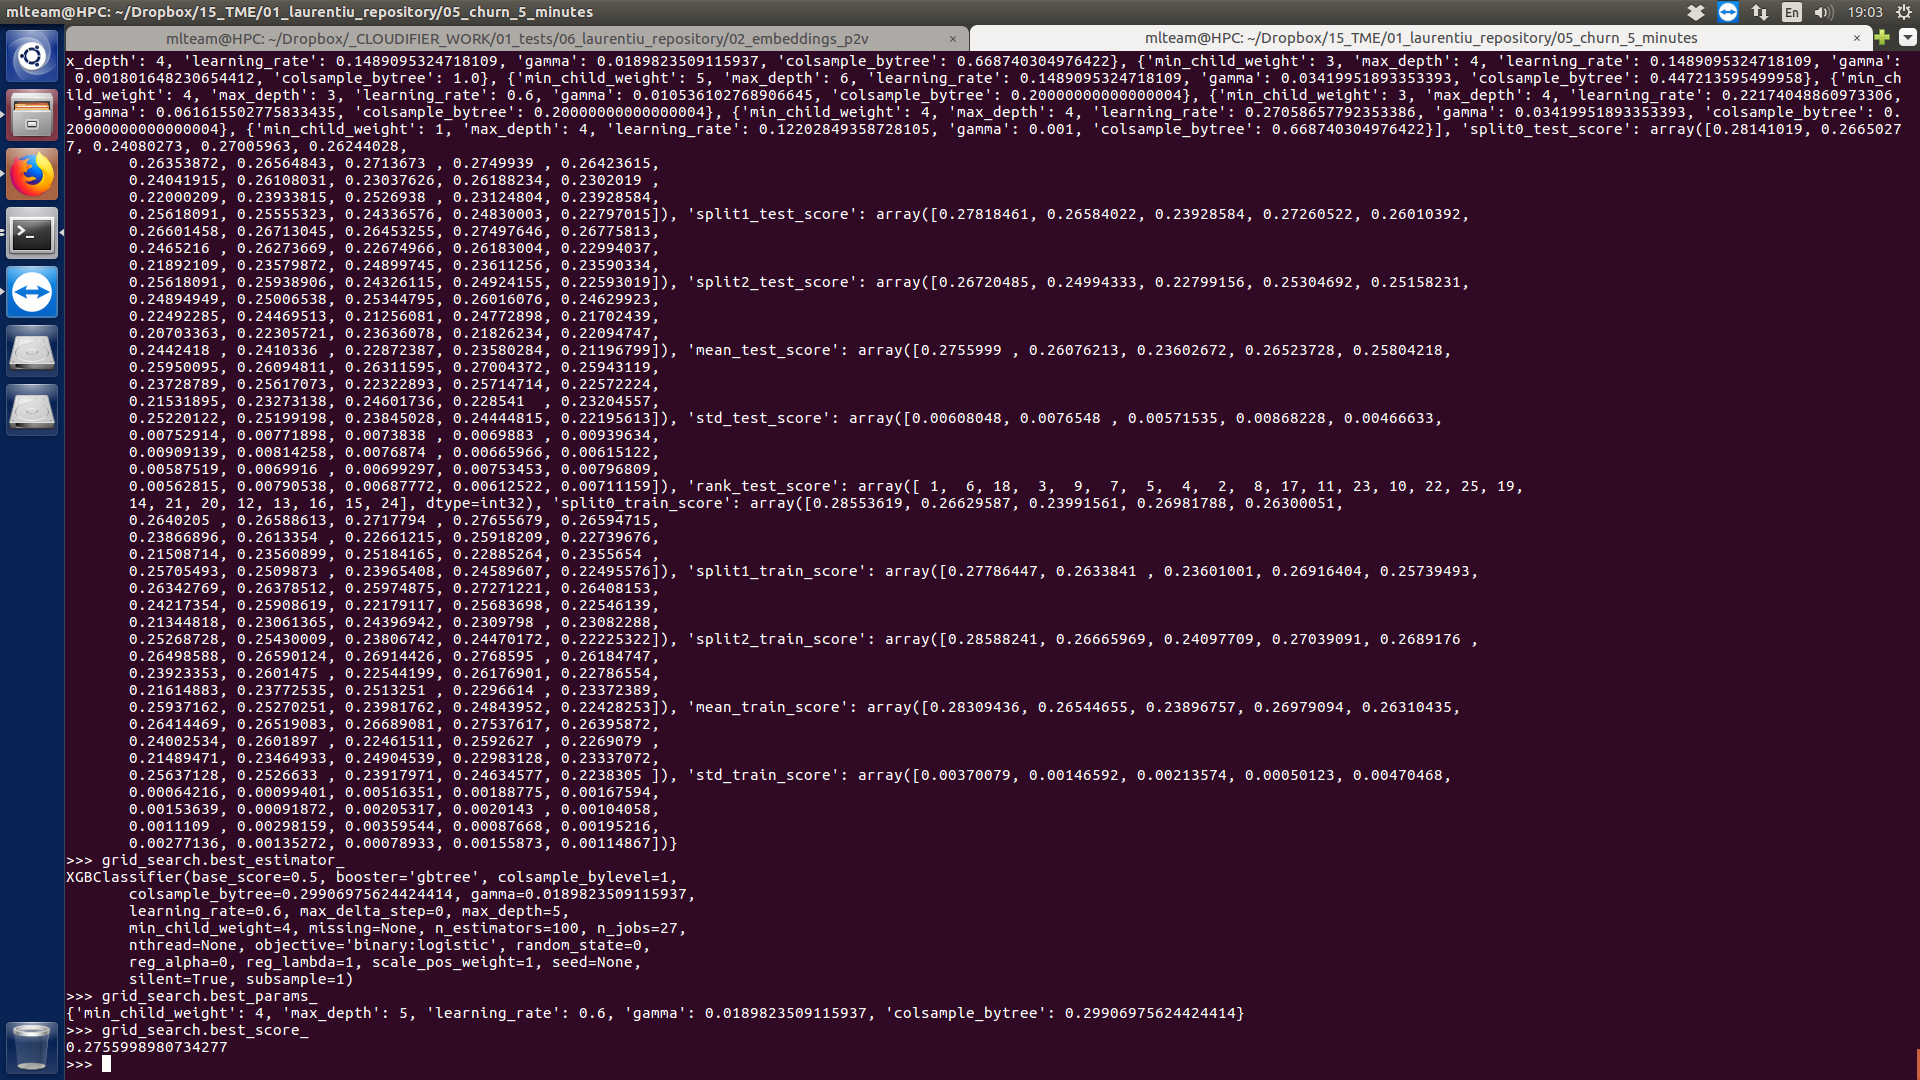 mlteam@HPC: ~/Dropbox/15_TME/01_laurentiu_repository/05_churn_5_minutes
En
19:03
mlteam@HPC: ~/Dropbox/_CLOUDIFIER_WORK/01_tests/06_laurentiu_repository/02_embeddings_p2v ×
mlteam@HPC: ~/Dropbox/15_TME/01_laurentiu_repository/05_churn_5_minutes ×
x_depth': 4, 'learning_rate': 0.1489095324718109, 'gamma': 0.0189823509115937, 'colsample_bytree': 0.668740304976422}, {'min_child_weight': 3, 'max_depth': 4, 'learning_rate': 0.1489095324718109, 'gamma':
 0.001801648230654412, 'colsample_bytree': 1.0}, {'min_child_weight': 5, 'max_depth': 6, 'learning_rate': 0.1489095324718109, 'gamma': 0.03419951893353393, 'colsample_bytree': 0.447213595499958}, {'min_ch
ild_weight': 4, 'max_depth': 3, 'learning_rate': 0.6, 'gamma': 0.010536102768906645, 'colsample_bytree': 0.20000000000000004}, {'min_child_weight': 3, 'max_depth': 4, 'learning_rate': 0.22174048860973306,
 'gamma': 0.061615502775833435, 'colsample_bytree': 0.20000000000000004}, {'min_child_weight': 4, 'max_depth': 4, 'learning_rate': 0.27058657792353386, 'gamma': 0.03419951893353393, 'colsample_bytree': 0.
20000000000000004}, {'min_child_weight': 1, 'max_depth': 4, 'learning_rate': 0.12202849358728105, 'gamma': 0.001, 'colsample_bytree': 0.668740304976422}], 'split0_test_score': array([0.28141019, 0.2665027
7, 0.24080273, 0.27005963, 0.26244028,
0.26353872, 0.26564843, 0.2713673 , 0.2749939 , 0.26423615,
0.24041915, 0.26108031, 0.23037626, 0.26188234, 0.2302019 ,
0.22000209, 0.23933815, 0.2526938 , 0.23124804, 0.23928584,
0.25618091, 0.25555323, 0.24336576, 0.24830003, 0.22797015]), 'split1_test_score': array([0.27818461, 0.26584022, 0.23928584, 0.27260522, 0.26010392,
0.26601458, 0.26713045, 0.26453255, 0.27497646, 0.26775813,
0.2465216 , 0.26273669, 0.22674966, 0.26183004, 0.22994037,
0.21892109, 0.23579872, 0.24899745, 0.23611256, 0.23590334,
0.25618091, 0.25938906, 0.24326115, 0.24924155, 0.22593019]), 'split2_test_score': array([0.26720485, 0.24994333, 0.22799156, 0.25304692, 0.25158231,
0.24894949, 0.25006538, 0.25344795, 0.26016076, 0.24629923,
0.22492285, 0.24469513, 0.21256081, 0.24772898, 0.21702439,
0.20703363, 0.22305721, 0.23636078, 0.21826234, 0.22094747,
0.2442418 , 0.2410336 , 0.22872387, 0.23580284, 0.21196799]), 'mean_test_score': array([0.2755999 , 0.26076213, 0.23602672, 0.26523728, 0.25804218,
0.25950095, 0.26094811, 0.26311595, 0.27004372, 0.25943119,
0.23728789, 0.25617073, 0.22322893, 0.25714714, 0.22572224,
0.21531895, 0.23273138, 0.24601736, 0.228541  , 0.23204557,
0.25220122, 0.25199198, 0.23845028, 0.24444815, 0.22195613]), 'std_test_score': array([0.00608048, 0.0076548 , 0.00571535, 0.00868228, 0.00466633,
0.00752914, 0.00771898, 0.0073838 , 0.0069883 , 0.00939634,
0.00909139, 0.00814258, 0.0076874 , 0.00665966, 0.00615122,
0.00587519, 0.0069916 , 0.00699297, 0.00753453, 0.00796809,
0.00562815, 0.00790538, 0.00687772, 0.00612522, 0.00711159]), 'rank_test_score': array([ 1,  6, 18,  3,  9,  7,  5,  4,  2,  8, 17, 11, 23, 10, 22, 25, 19,
14, 21, 20, 12, 13, 16, 15, 24], dtype=int32), 'split0_train_score': array([0.28553619, 0.26629587, 0.23991561, 0.26981788, 0.26300051,
0.2640205 , 0.26588613, 0.2717794 , 0.27655679, 0.26594715,
0.23866896, 0.2613354 , 0.22661215, 0.25918209, 0.22739676,
0.21508714, 0.23560899, 0.25184165, 0.22885264, 0.2355654 ,
0.25705493, 0.2509873 , 0.23965408, 0.24589607, 0.22495576]), 'split1_train_score': array([0.27786447, 0.2633841 , 0.23601001, 0.26916404, 0.25739493,
0.26342769, 0.26378512, 0.25974875, 0.27271221, 0.26408153,
0.24217354, 0.25908619, 0.22179117, 0.25683698, 0.22546139,
0.21344818, 0.23061365, 0.24396942, 0.2309798 , 0.23082288,
0.25268728, 0.25430009, 0.23806742, 0.24470172, 0.22225322]), 'split2_train_score': array([0.28588241, 0.26665969, 0.24097709, 0.27039091, 0.2689176 ,
0.26498588, 0.26590124, 0.26914426, 0.2768595 , 0.26184747,
0.23923353, 0.2601475 , 0.22544199, 0.26176901, 0.22786554,
0.21614883, 0.23772535, 0.2513251 , 0.2296614 , 0.23372389,
0.25937162, 0.25270251, 0.23981762, 0.24843952, 0.22428253]), 'mean_train_score': array([0.28309436, 0.26544655, 0.23896757, 0.26979094, 0.26310435,
0.26414469, 0.26519083, 0.26689081, 0.27537617, 0.26395872,
0.24002534, 0.2601897 , 0.22461511, 0.2592627 , 0.2269079 ,
0.21489471, 0.23464933, 0.24904539, 0.22983128, 0.23337072,
0.25637128, 0.2526633 , 0.23917971, 0.24634577, 0.2238305 ]), 'std_train_score': array([0.00370079, 0.00146592, 0.00213574, 0.00050123, 0.00470468,
0.00064216, 0.00099401, 0.00516351, 0.00188775, 0.00167594,
0.00153639, 0.00091872, 0.00205317, 0.0020143 , 0.00104058,
0.0011109 , 0.00298159, 0.00359544, 0.00087668, 0.00195216,
0.00277136, 0.00135272, 0.00078933, 0.00155873, 0.00114867])}
>>> grid_search.best_estimator_
XGBClassifier(base_score=0.5, booster='gbtree', colsample_bylevel=1,
colsample_bytree=0.29906975624424414, gamma=0.0189823509115937,
learning_rate=0.6, max_delta_step=0, max_depth=5,
min_child_weight=4, missing=None, n_estimators=100, n_jobs=27,
nthread=None, objective='binary:logistic', random_state=0,
reg_alpha=0, reg_lambda=1, scale_pos_weight=1, seed=None,
silent=True, subsample=1)
>>> grid_search.best_params_
{'min_child_weight': 4, 'max_depth': 5, 'learning_rate': 0.6, 'gamma': 0.0189823509115937, 'colsample_bytree': 0.29906975624424414}
>>> grid_search.best_score_
0.2755998980734277
>>>